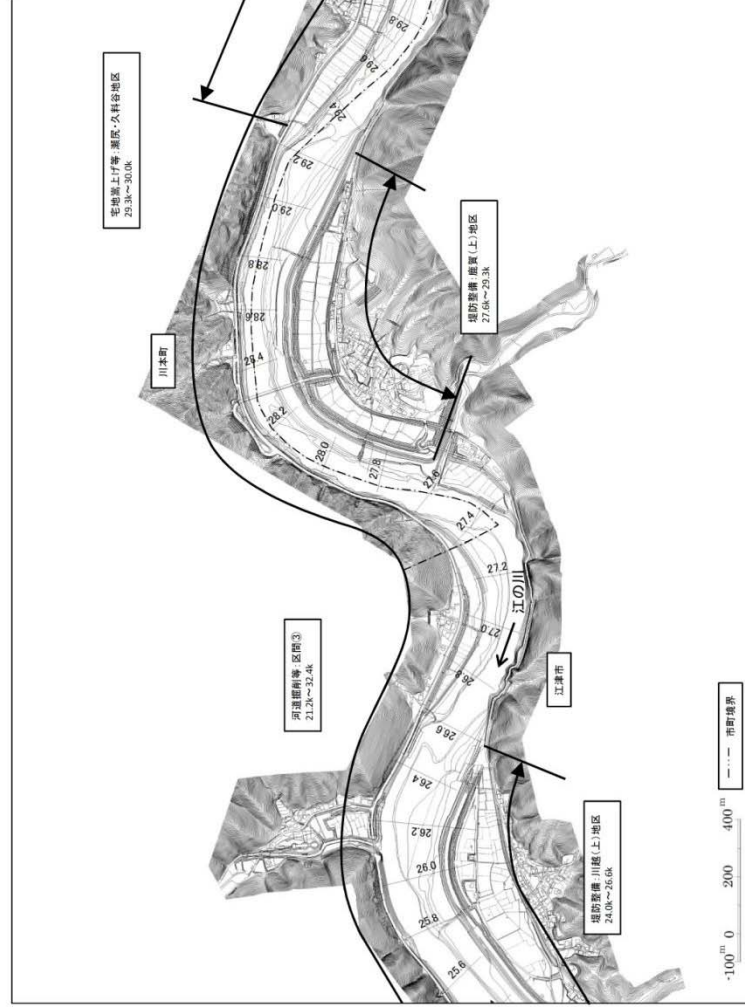 宅地嵩上げ等:瀬尻・久料谷地区
29.3k~30.0k
川本町
堤防整備:鹿賀(上)地区
27.6k~29.3k
河道掘削等:区間③
21.2k~32.4k
江の川
江津市
堤防整備:川越(上)地区
24.0k~26.6k
29.8
29.6
29.4
29.2
29.0
28.8
28.6
28.4
28.2
28.0
27.8
27.6
27.4
27.2
27.0
26.8
26.6
26.4
26.2
26.0
25.8
25.6
市町境界
-100m 0 200 400m